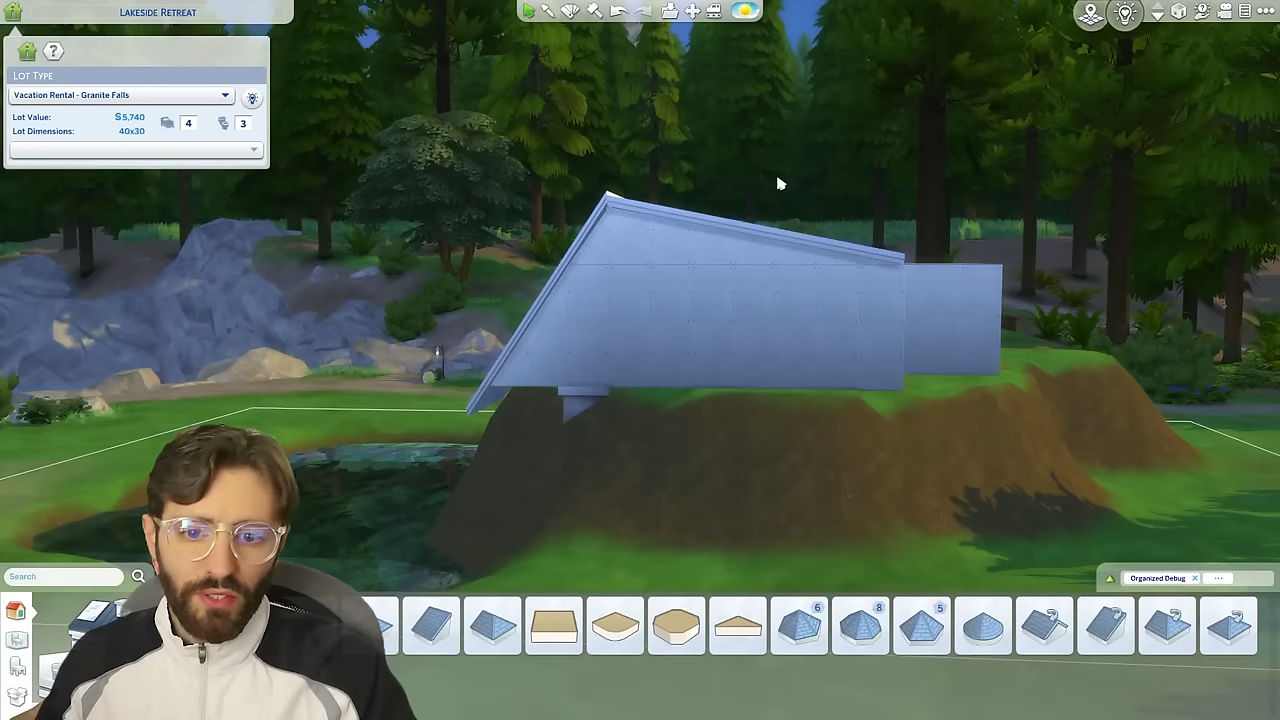 LAKESIDE RETREAT
?
LOT TYPE
Vacation Rental - Granite Falls
Lot Value: §5,740
Lot Dimensions: 40x30
4
3
Search
Organized Debug
6
8
5